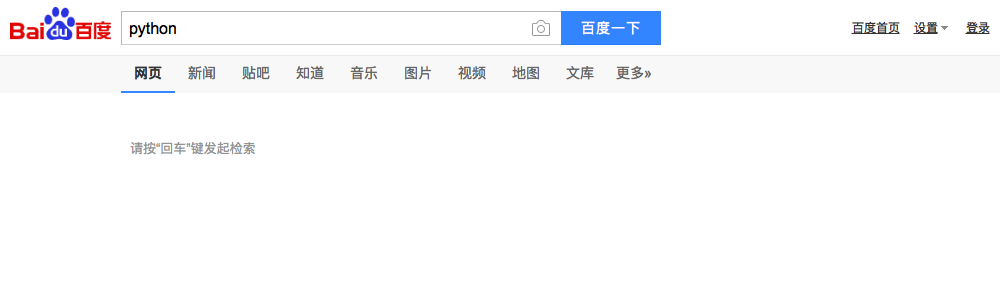 Baidu百度 python 百度一下 百度首页 设置 登录
网页 新闻 贴吧 知道 音乐 图片 视频 地图 文库 更多»
请按“回车”键发起检索